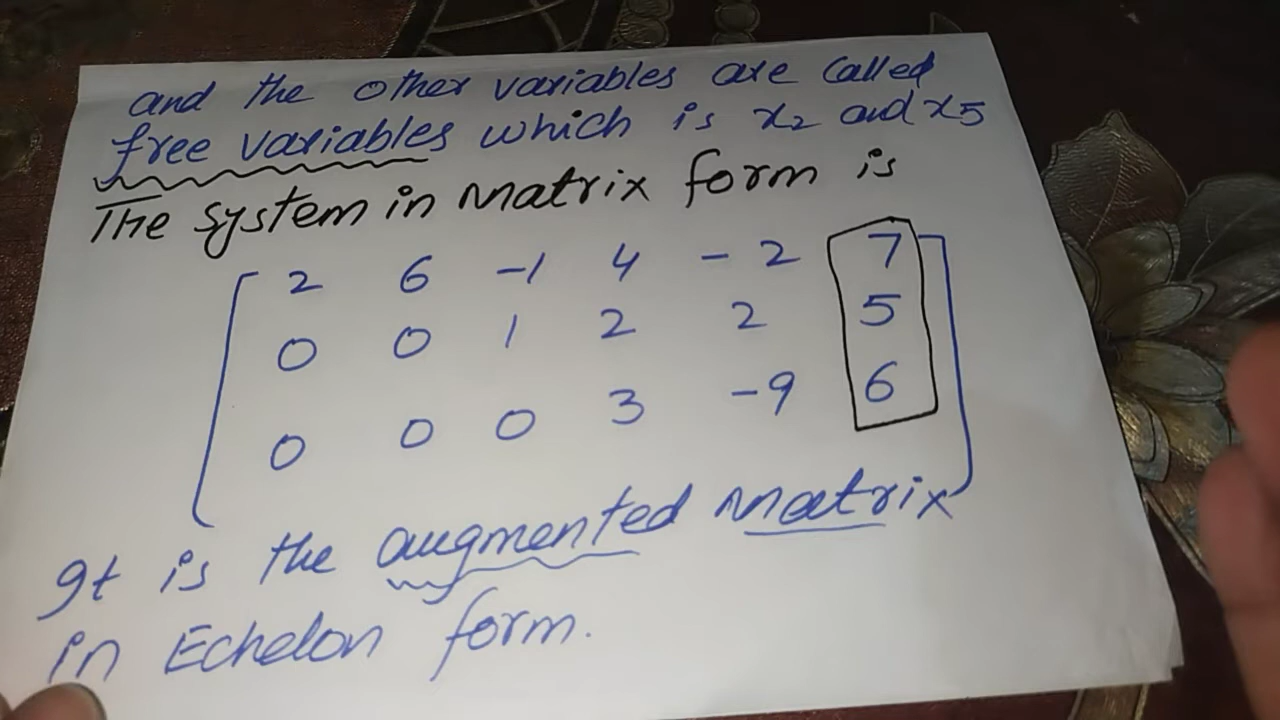 and the other variables are called
free variables which is x2 and x5
The system in Matrix form is
2 6 -1 4 -2 7
0 0 1 2 2 5
0 0 0 3 -9 6
It is the augmented Matrix
in Echelon form.